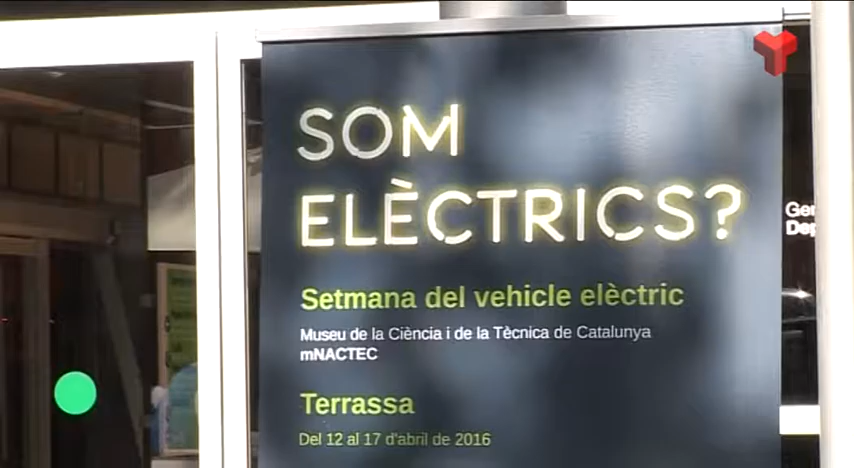 SOM
ELÈCTRICS?
Setmana del vehicle elèctric
Museu de la Ciència i de la Tècnica de Catalunya
mNACTEC
Terrassa
Del 12 al 17 d'abril de 2016